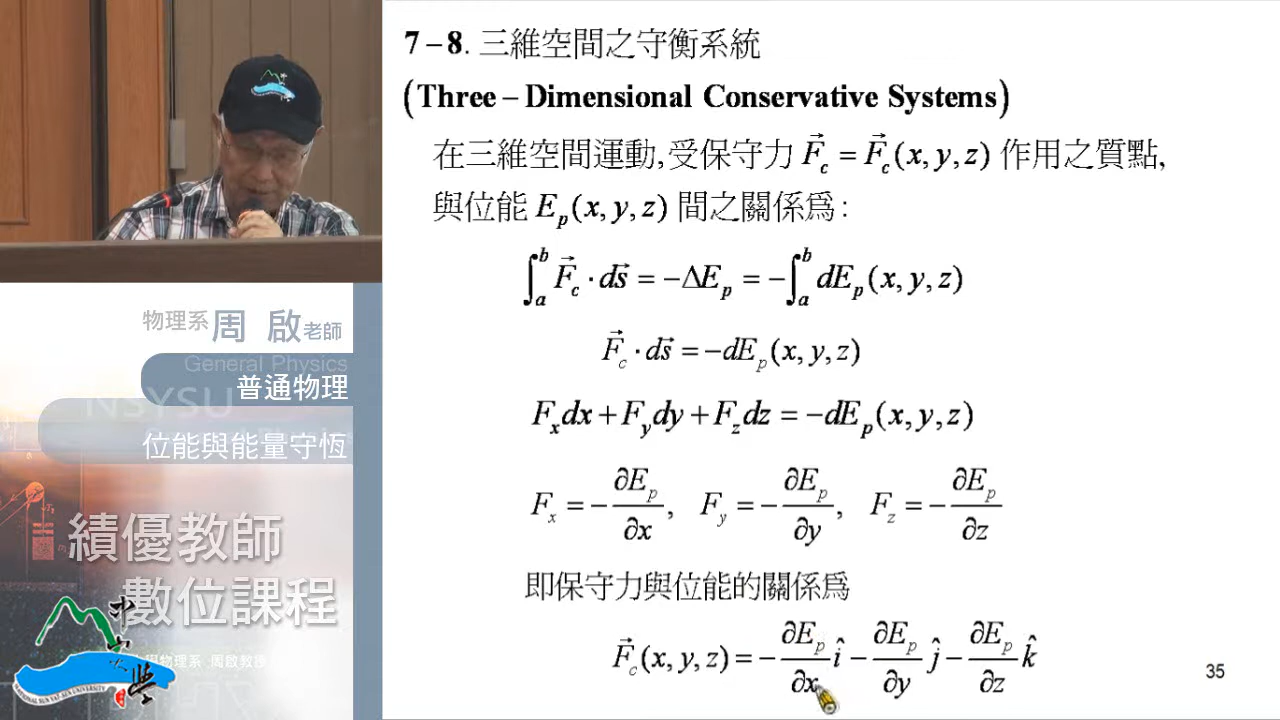 7－8. 三維空間之守衡系統
(Three－Dimensional Conservative Systems)
在三維空間運動,受保守力 F⃗c = F⃗c(x, y, z) 作用之質點,
與位能 Ep(x, y, z) 間之關係為:
∫ₐᵇ F⃗c · ds⃗ = −ΔEp = −∫ₐᵇ dEp(x, y, z)
F⃗c · ds⃗ = −dEp(x, y, z)
Fxdx + Fydy + Fzdz = −dEp(x, y, z)
Fx = −∂Ep/∂x, Fy = −∂Ep/∂y, Fz = −∂Ep/∂z
即保守力與位能的關係為
F⃗c(x, y, z) = −∂Ep/∂x î − ∂Ep/∂y ĵ − ∂Ep/∂z k̂
35
物理系 周 啟 老師
General Physics
普通物理
NSYSU
位能與能量守恆
績優教師
數位課程